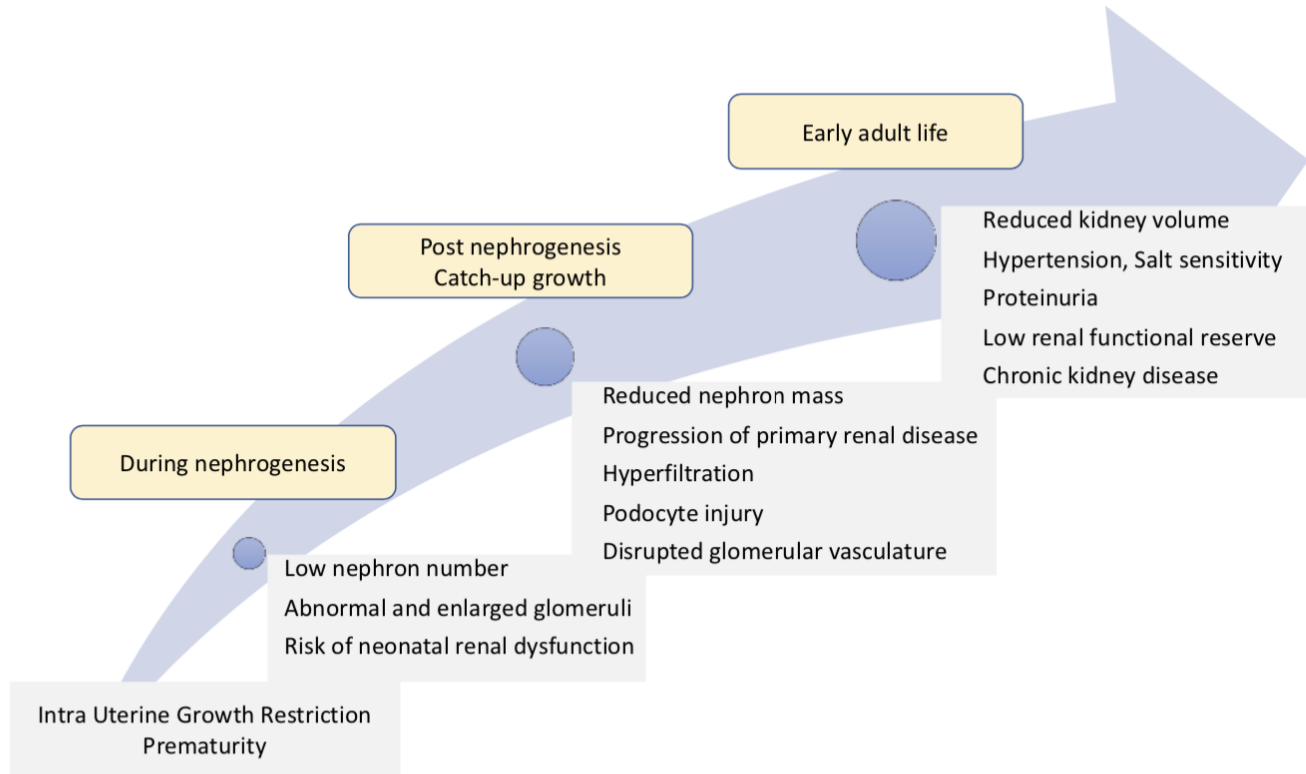 Early adult life
Reduced kidney volume
Hypertension, Salt sensitivity
Proteinuria
Low renal functional reserve
Chronic kidney disease
Post nephrogenesis
Catch-up growth
Reduced nephron mass
Progression of primary renal disease
Hyperfiltration
Podocyte injury
Disrupted glomerular vasculature
During nephrogenesis
Low nephron number
Abnormal and enlarged glomeruli
Risk of neonatal renal dysfunction
Intra Uterine Growth Restriction
Prematurity